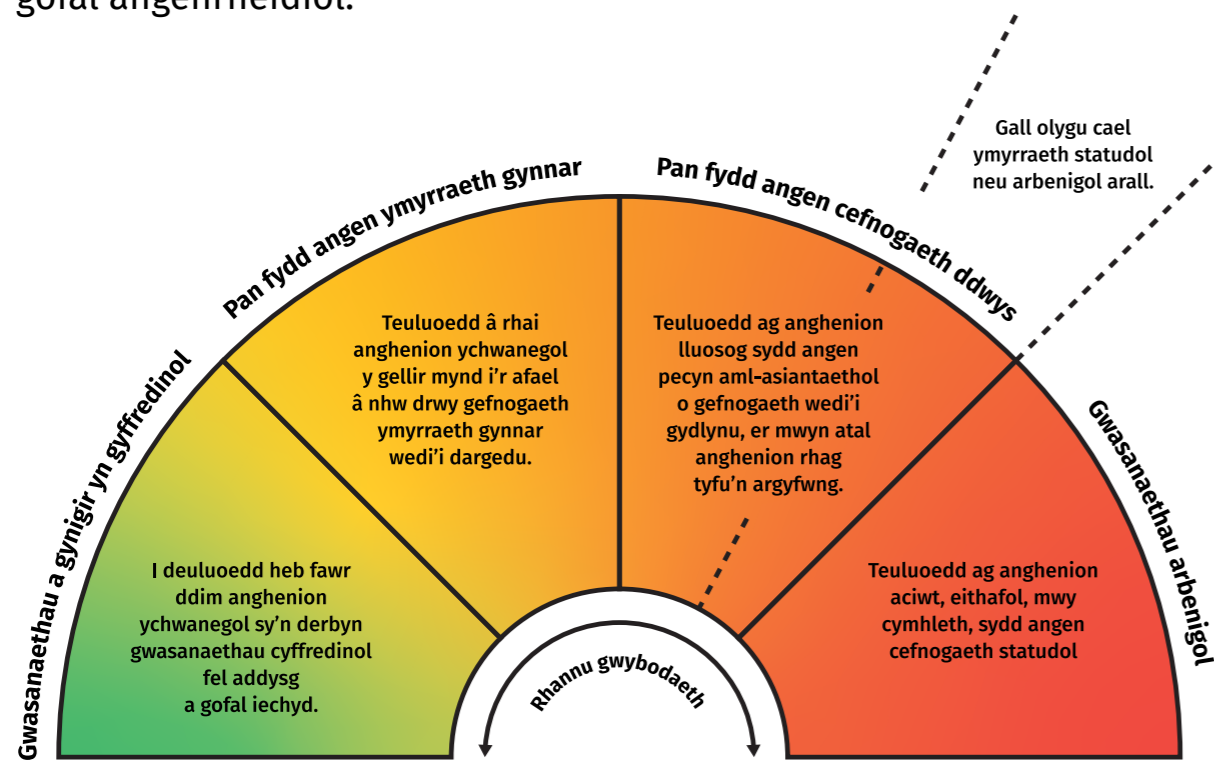 gofal angenrheidiol.
Gall olygu cael
ymyrraeth statudol
neu arbenigol arall.
Gwasanaethau a gynigir yn gyffredinol
Pan fydd angen ymyrraeth gynnar
Pan fydd angen cefnogaeth ddwys
Gwasanaethau arbenigol
I deuluoedd heb fawr
ddim anghenion
ychwanegol sy'n derbyn
gwasanaethau cyffredinol
fel addysg
a gofal iechyd.
Teuluoedd â rhai
anghenion ychwanegol
y gellir mynd i'r afael
â nhw drwy gefnogaeth
ymyrraeth gynnar
wedi'i dargedu.
Teuluoedd ag anghenion
lluosog sydd angen
pecyn aml-asiantaethol
o gefnogaeth wedi'i
gydlynu, er mwyn atal
anghenion rhag
tyfu'n argyfwng.
Teuluoedd ag anghenion
aciwt, eithafol, mwy
cymhleth, sydd angen
cefnogaeth statudol
Rhannu gwybodaeth